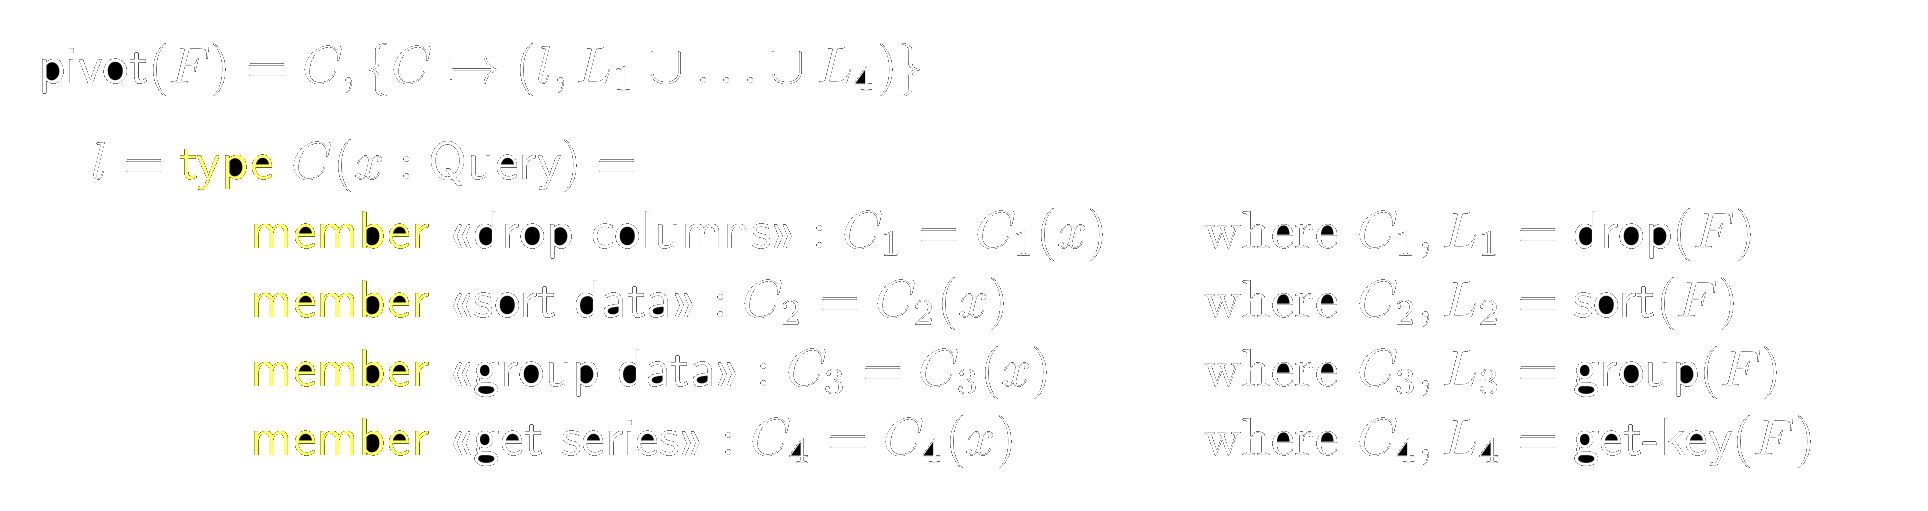 pivot(F) = C, {C → (l, L₁ ∪ … ∪ L₄)}
l = type C(x : Query) =
member «drop columns» : C₁ = C₁(x) where C₁, L₁ = drop(F)
member «sort data» : C₂ = C₂(x) where C₂, L₂ = sort(F)
member «group data» : C₃ = C₃(x) where C₃, L₃ = group(F)
member «get series» : C₄ = C₄(x) where C₄, L₄ = get-key(F)